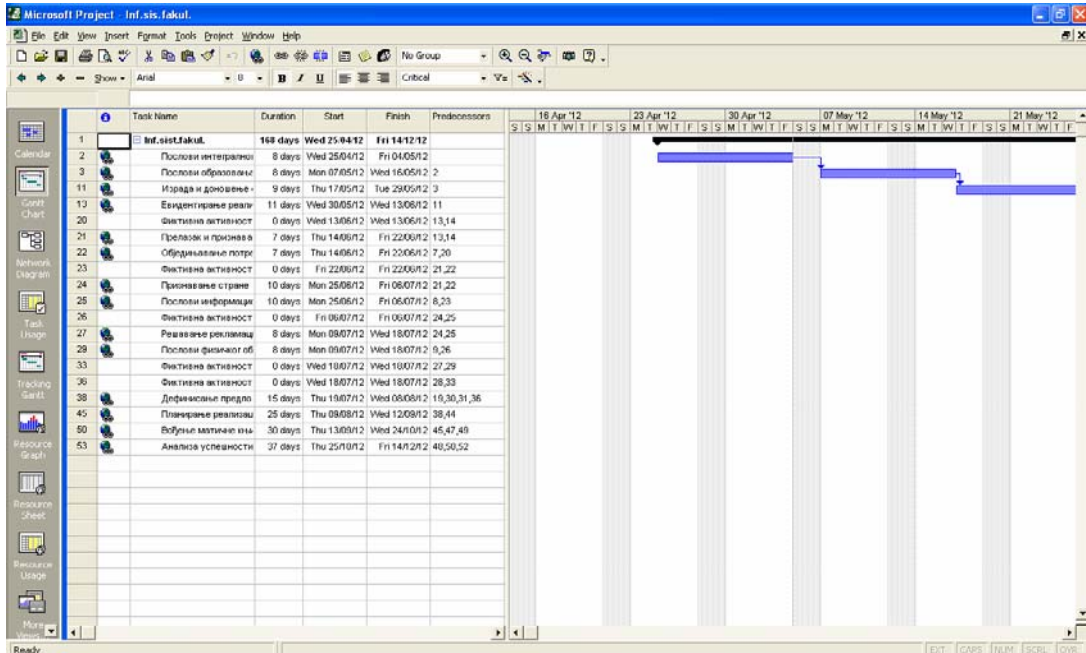 Microsoft Project - Inf.sis.fakul.
File Edit View Insert Format Tools Project Window Help
No Group
Show Arial 8 B I U Critical
Task Name Duration Start Finish Predecessors
16 Apr '12 23 Apr '12 30 Apr '12 07 May '12 14 May '12 21 May '12
S S M T W T F S S M T W T F S S M T W T F S S M T W T F S S M T W T F S S M T W T F
1 Inf.sist.fakul. 168 days Wed 25/04/12 Fri 14/12/12
2 Послови интегралног 8 days Wed 25/04/12 Fri 04/05/12
3 Послови образовања 8 days Mon 07/05/12 Wed 16/05/12 2
11 Израда и доношење 9 days Thu 17/05/12 Tue 29/05/12 3
13 Евидентирање 11 days Wed 30/05/12 Wed 13/06/12 11
20 Фиктивна активност 0 days Wed 13/06/12 Wed 13/06/12 13,14
21 Прелазак и признава 7 days Thu 14/06/12 Fri 22/06/12 13,14
22 Обједињавање потре 7 days Thu 14/06/12 Fri 22/06/12 7,20
23 Фиктивна активност 0 days Fri 22/06/12 Fri 22/06/12 21,22
24 Признавање стране 10 days Mon 25/06/12 Fri 06/07/12 21,22
25 Послови 10 days Mon 25/06/12 Fri 06/07/12 8,23
26 Фиктивна активност 0 days Fri 06/07/12 Fri 06/07/12 24,25
27 Решавање рекламац 8 days Mon 09/07/12 Wed 18/07/12 24,25
29 Послови физичког об 8 days Mon 09/07/12 Wed 18/07/12 9,26
33 Фиктивна активност 0 days Wed 18/07/12 Wed 18/07/12 27,29
36 Фиктивна активност 0 days Wed 18/07/12 Wed 18/07/12 28,33
38 Дефинисање предло 15 days Thu 19/07/12 Wed 08/08/12 19,30,31,36
45 Планирање реализац 25 days Thu 09/08/12 Wed 12/09/12 38,44
50 Вођење матичне књи 30 days Thu 13/09/12 Wed 24/10/12 45,47,49
53 Анализа успешности 37 days Thu 25/10/12 Fri 14/12/12 48,50,52
Calendar
Gantt Chart
Network Diagram
Task Usage
Tracking Gantt
Resource Graph
Resource Sheet
Resource Usage
More Views...
Ready
EXT CAPS NUM SCRL OVR